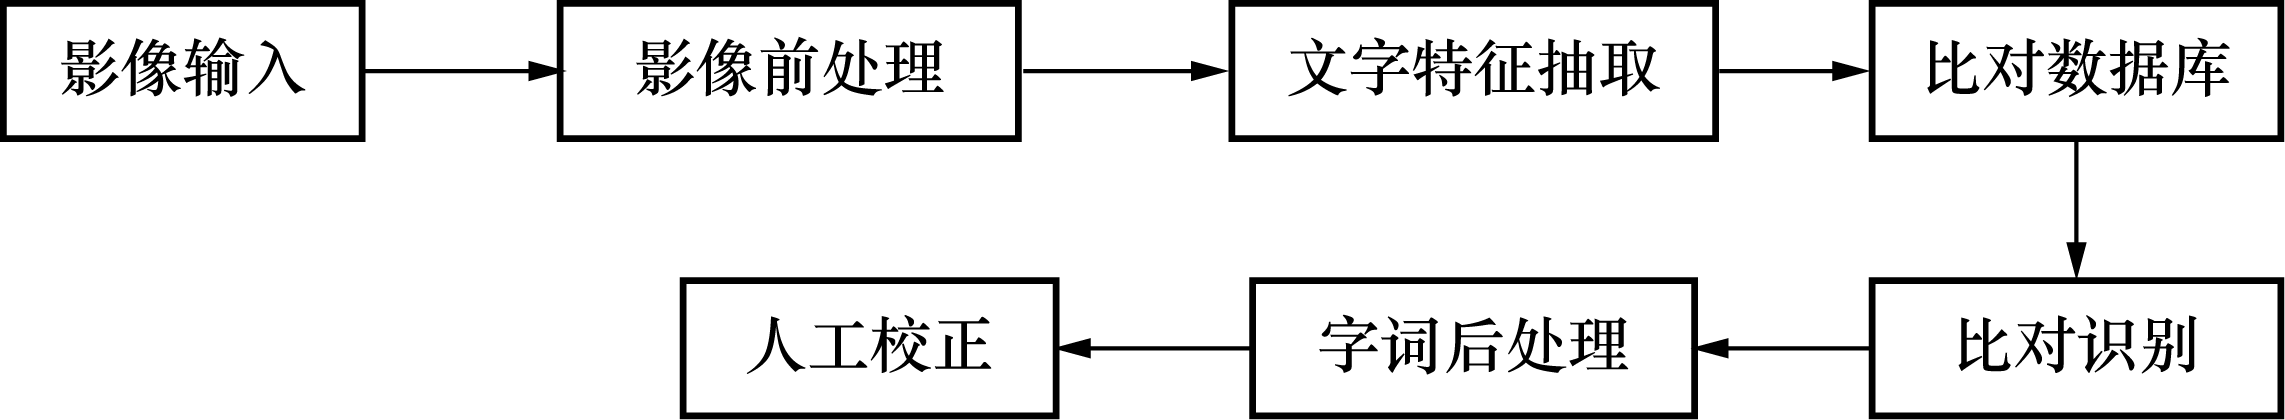 影像输入
影像前处理
文字特征抽取
比对数据库
比对识别
字词后处理
人工校正